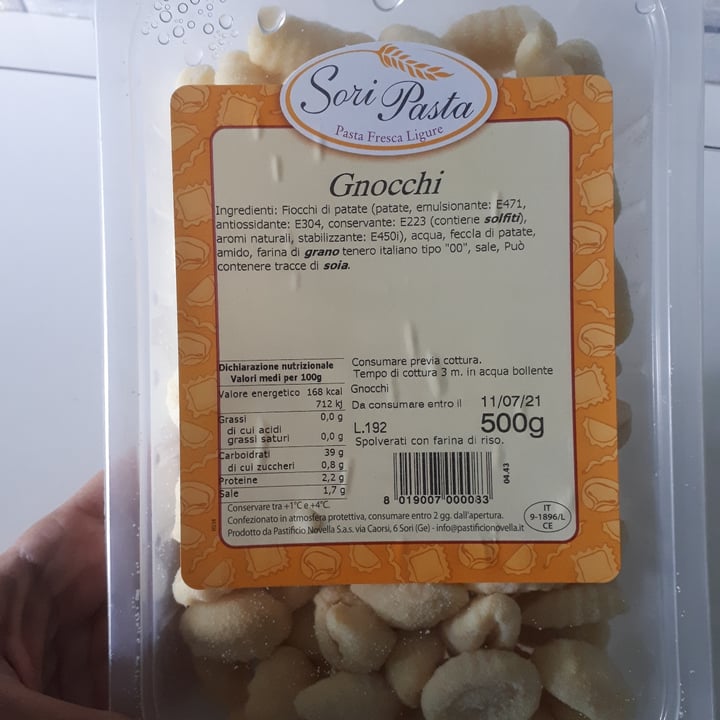 Sori Pasta
Pasta Fresca Ligure
Gnocchi
Ingredienti: Fiocchi di patate (patate, emulsionante: E471,
antiossidante: E304, conservante: E223 (contiene solfiti),
aromi naturali, stabilizzante: E450i), acqua, feccla di patate,
amido, farina di grano tenero italiano tipo "00", sale, Può
contenere tracce di soia.
Dichiarazione nutrizionale
Valori medi per 100g
Valore energetico 168 kcal
712 kj
Grassi 0,0 g
di cui acidi
grassi saturi 0,0 g
Carboidrati 39 g
di cui zuccheri 0,8 g
Proteine 2,2 g
Sale 1,7 g
Consumare previa cottura.
Tempo di cottura 3 m. in acqua bollente
Gnocchi
Da consumare entro il 11/07/21
L.192 500g
Spolverati con farina di riso.
8 019007 000033
04.43
Conservare tra +1°C e +4°C.
Confezionato in atmosfera protettiva, consumare entro 2 gg. dall'apertura.
Prodotto da Pastificio Novella S.a.s. via Caorsi, 6 Sori (Ge) - info@pastificionovella.it
IT
9-1896/L
CE